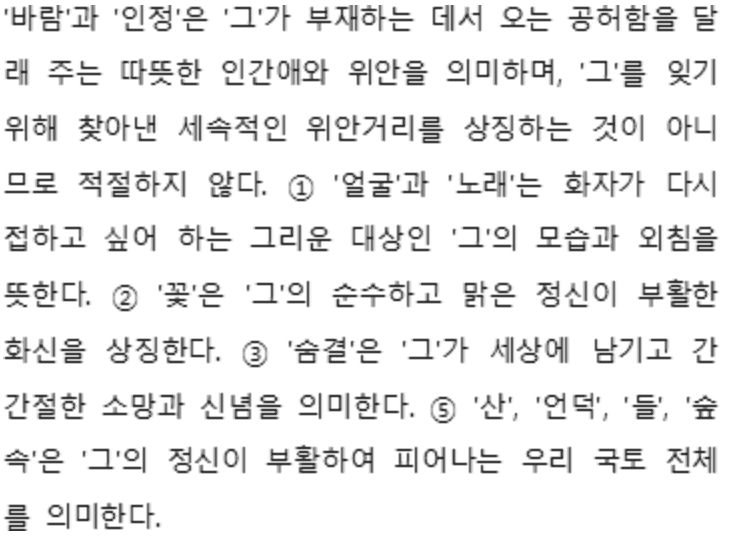 '바람'과 '인정'은 '그'가 부재하는 데서 오는 공허함을 달
래 주는 따뜻한 인간애와 위안을 의미하며, '그'를 잊기
위해 찾아낸 세속적인 위안거리를 상징하는 것이 아니
므로 적절하지 않다. ① '얼굴'과 '노래'는 화자가 다시
접하고 싶어 하는 그리운 대상인 '그'의 모습과 외침을
뜻한다. ② '꽃'은 '그'의 순수하고 맑은 정신이 부활한
화신을 상징한다. ③ '숨결'은 '그'가 세상에 남기고 간
간절한 소망과 신념을 의미한다. ⑤ '산', '언덕', '들', '숲
속'은 '그'의 정신이 부활하여 피어나는 우리 국토 전체
를 의미한다.